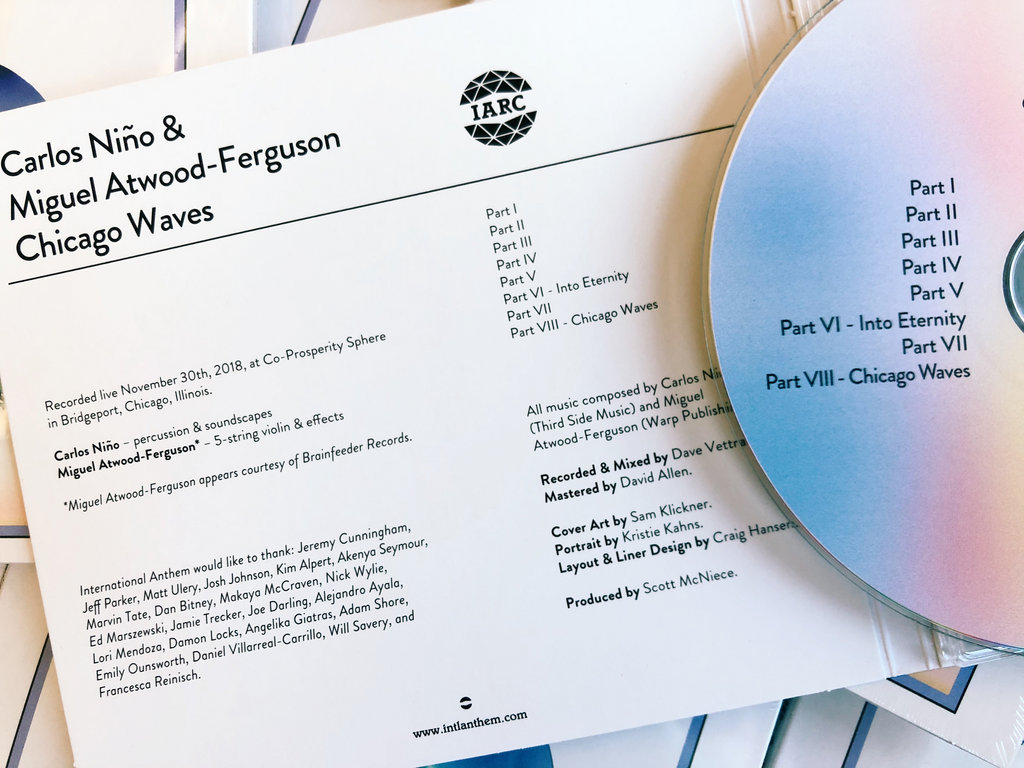 Carlos Niño &
Miguel Atwood-Ferguson
Chicago Waves
IARC
Part I
Part II
Part III
Part IV
Part V
Part VI - Into Eternity
Part VII
Part VIII - Chicago Waves
Recorded live November 30th, 2018, at Co-Prosperity Sphere
in Bridgeport, Chicago, Illinois.
Carlos Niño – percussion & soundscapes
Miguel Atwood-Ferguson* – 5-string violin & effects
*Miguel Atwood-Ferguson appears courtesy of Brainfeeder Records.
International Anthem would like to thank: Jeremy Cunningham,
Jeff Parker, Matt Ulery, Josh Johnson, Kim Alpert, Akenya Seymour,
Marvin Tate, Dan Bitney, Makaya McCraven, Nick Wylie,
Ed Marszewski, Jamie Trecker, Joe Darling, Alejandro Ayala,
Lori Mendoza, Damon Locks, Angelika Giatras, Adam Shore,
Emily Ounsworth, Daniel Villarreal-Carrillo, Will Savery, and
Francesca Reinisch.
All music composed by Carlos
(Third Side Music) and Miguel
Atwood-Ferguson (Warp
Recorded & Mixed by Dave
Mastered by David Allen.
Cover Art by Sam Klickner.
Portrait by Kristie Kahns.
Layout & Liner Design by Craig
Produced by Scott McNiece.
www.intlanthem.com
Part I
Part II
Part III
Part IV
Part V
Part VI - Into Eternity
Part VII
Part VIII - Chicago Waves